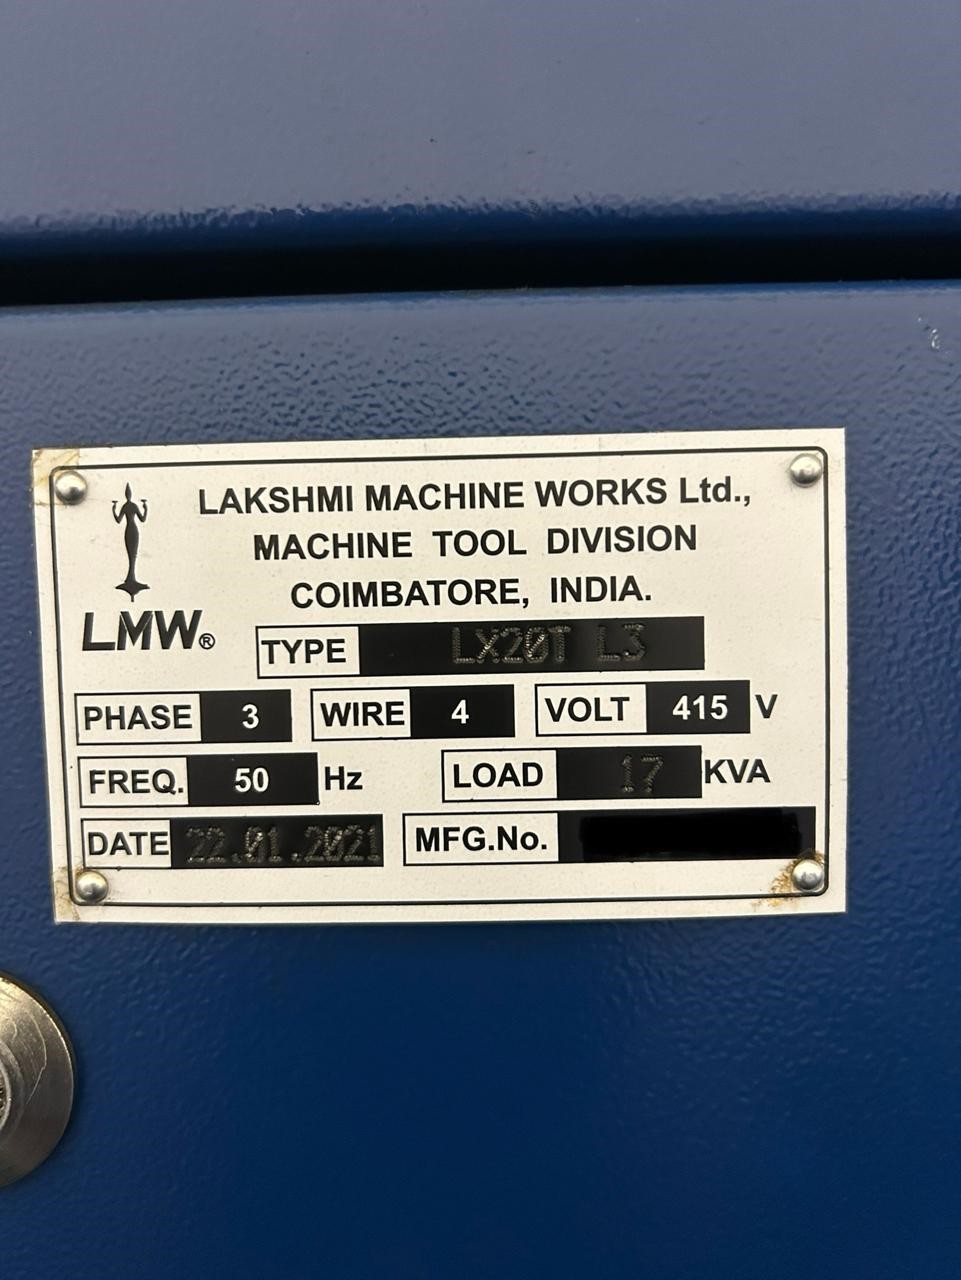 LAKSHMI MACHINE WORKS Ltd.,
MACHINE TOOL DIVISION
COIMBATORE, INDIA.
LMW®
TYPE LX20T L3
PHASE 3 WIRE 4 VOLT 415 V
FREQ. 50 Hz LOAD 17 KVA
DATE 22.01.2021 MFG.No.